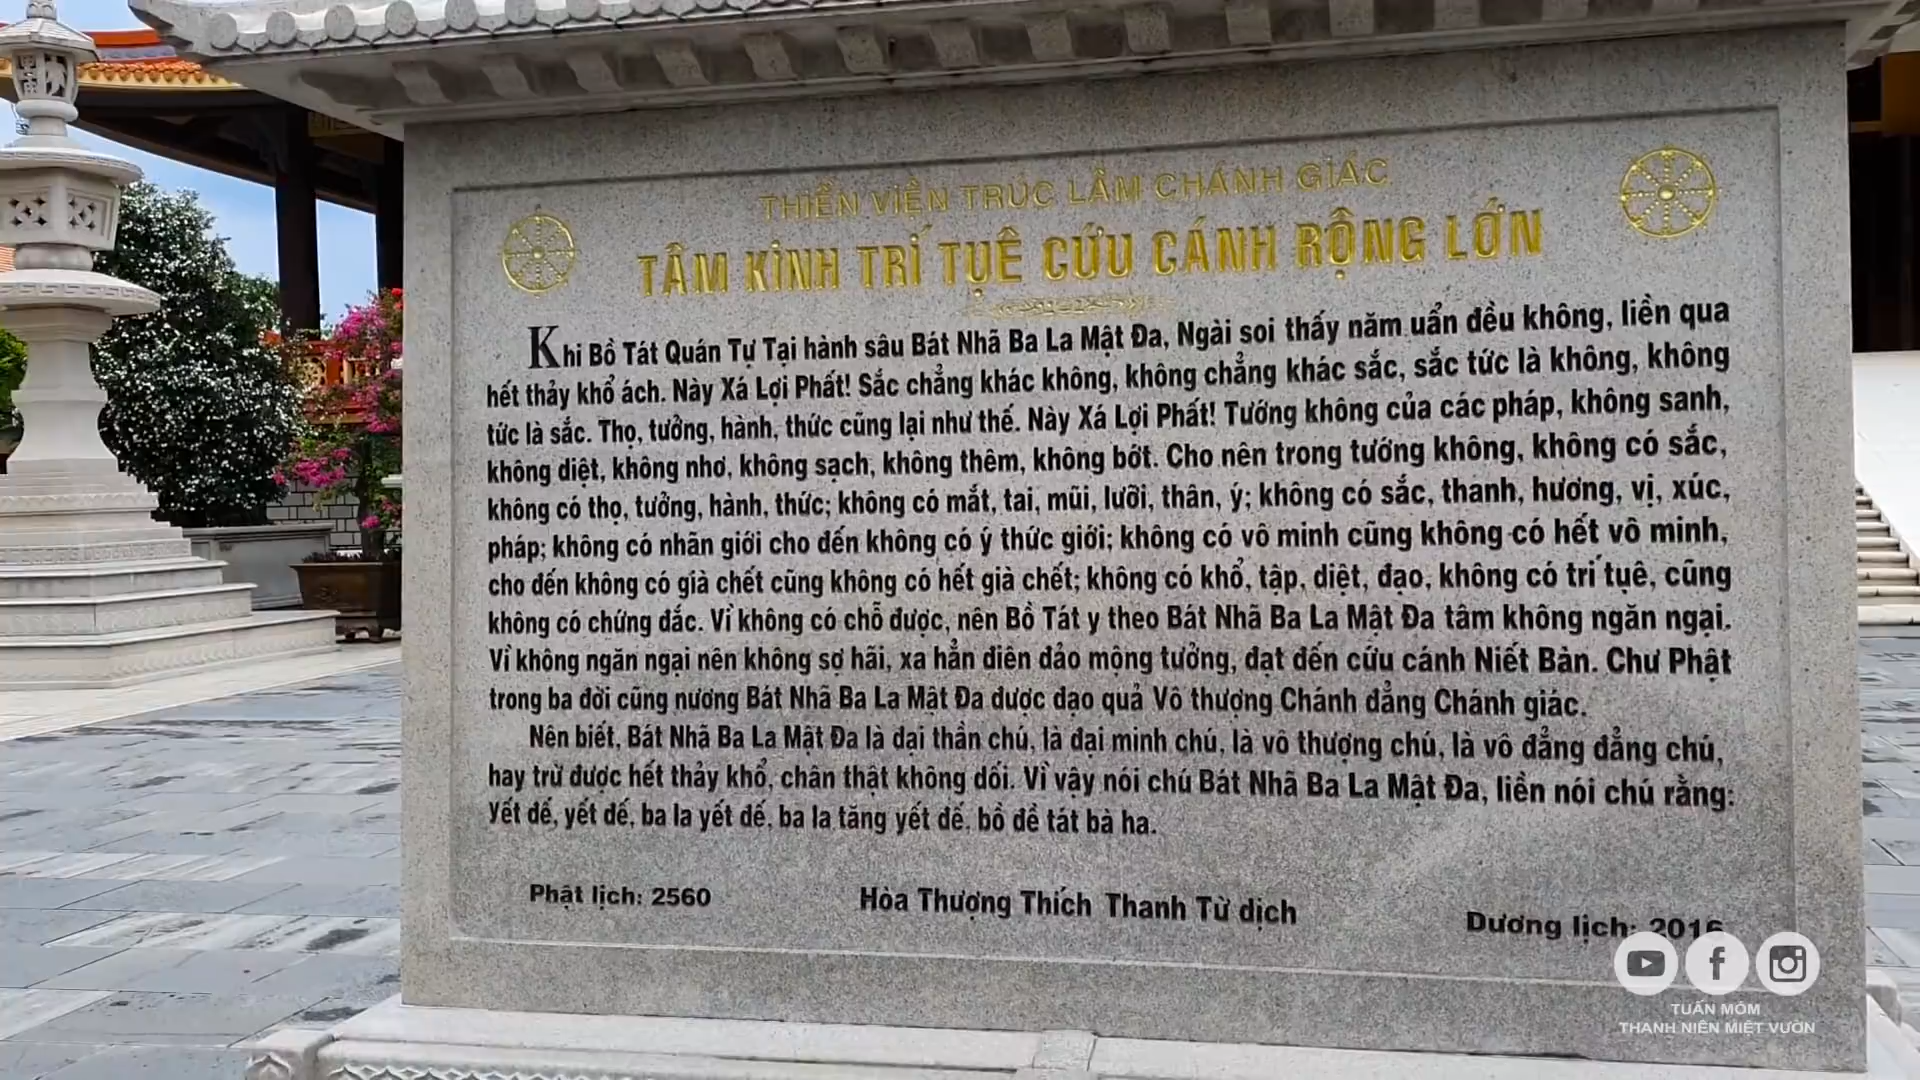 THIỀN VIỆN TRÚC LÂM CHÁNH GIÁC
TÂM KINH TRÍ TUỆ CỨU CÁNH RỘNG LỚN
Khi Bồ Tát Quán Tự Tại hành sâu Bát Nhã Ba La Mật Đa, Ngài soi thấy năm uẩn đều không, liền qua
hết thảy khổ ách. Này Xá Lợi Phất! Sắc chẳng khác không, không chẳng khác sắc, sắc tức là không, không
tức là sắc. Thọ, tưởng, hành, thức cũng lại như thế. Này Xá Lợi Phất! Tướng không của các pháp, không sanh,
không diệt, không nhơ, không sạch, không thêm, không bớt. Cho nên trong tướng không, không có sắc,
không có thọ, tưởng, hành, thức; không có mắt, tai, mũi, lưỡi, thân, ý; không có sắc, thanh, hương, vị, xúc,
pháp; không có nhãn giới cho đến không có ý thức giới; không có vô minh cũng không có hết vô minh,
cho đến không có già chết cũng không có hết già chết; không có khổ, tập, diệt, đạo, không có trí tuệ, cũng
không có chứng đắc. Vì không có chỗ được, nên Bồ Tát y theo Bát Nhã Ba La Mật Đa tâm không ngăn ngại.
Vì không ngăn ngại nên không sợ hãi, xa hẳn điên đảo mộng tưởng, đạt đến cứu cánh Niết Bàn. Chư Phật
trong ba đời cũng nương Bát Nhã Ba La Mật Đa được đạo quả Vô thượng Chánh đẳng Chánh giác.
Nên biết, Bát Nhã Ba La Mật Đa là đại thần chú, là đại minh chú, là vô thượng chú, là vô đẳng đẳng chú,
hay trừ được hết thảy khổ, chân thật không dối. Vì vậy nói chú Bát Nhã Ba La Mật Đa, liền nói chú rằng:
Yết đế, yết đế, ba la yết đế, ba la tăng yết đế, bồ đề tát bà ha.
Phật lịch: 2560 Hòa Thượng Thích Thanh Từ dịch Dương lịch: 2016
TUẤN MÓM
THANH NIÊN MIỆT VƯỜN